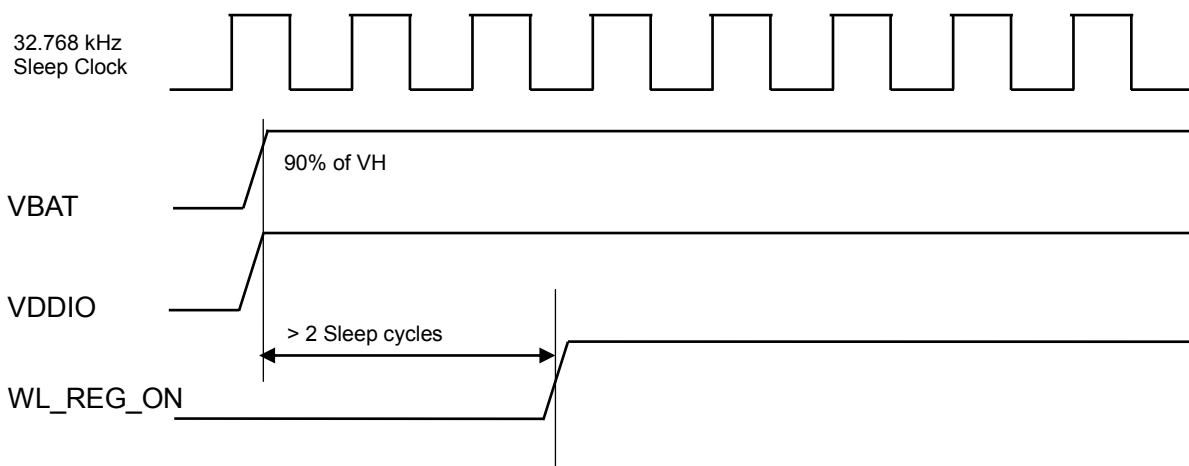 32.768 kHz
Sleep Clock
90% of VH
VBAT
VDDIO
> 2 Sleep cycles
WL_REG_ON